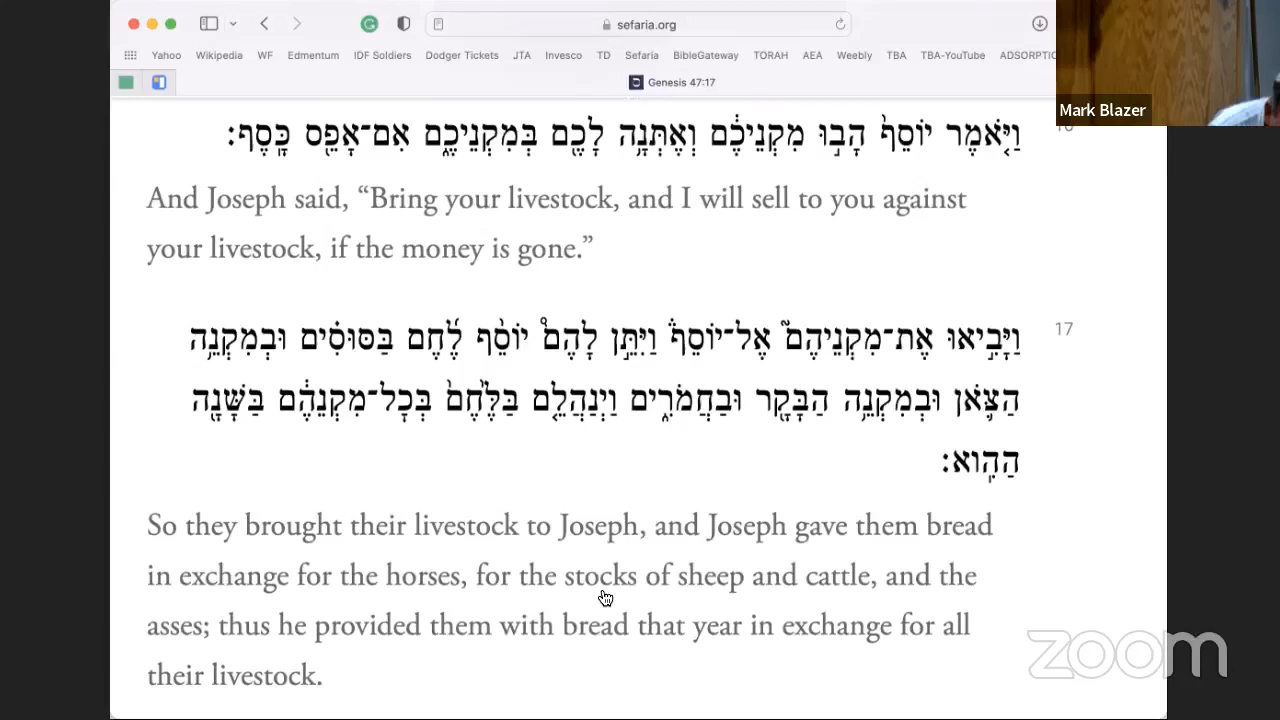 sefaria.org
Yahoo Wikipedia WF Edmentum IDF Soldiers Dodger Tickets JTA Invesco TD Sefaria BibleGateway TORAH AEA Weebly TBA TBA-YouTube ADSORPTIO
Genesis 47:17
Mark Blazer
16
וַיֹּ֤אמֶר יוֹסֵף֙ הָב֣וּ מִקְנֵיכֶ֔ם וְאֶתְּנָ֥ה לָכֶ֖ם בְּמִקְנֵיכֶ֑ם אִם־אָפֵ֖ס כָּֽסֶף׃
And Joseph said, “Bring your livestock, and I will sell to you against
your livestock, if the money is gone.”
17
וַיָּבִ֣יאוּ אֶת־מִקְנֵיהֶם֮ אֶל־יוֹסֵף֒ וַיִּתֵּ֣ן לָהֶם֩ יוֹסֵ֨ף לֶ֜חֶם בַּסּוּסִ֗ים וּבְמִקְנֵ֥ה
הַצֹּ֛אן וּבְמִקְנֵ֥ה הַבָּקָ֖ר וּבַחֲמֹרִ֑ים וַיְנַהֲלֵ֤ם בַּלֶּ֙חֶם֙ בְּכׇל־מִקְנֵהֶ֔ם בַּשָּׁנָ֖ה
הַהִֽוא׃
So they brought their livestock to Joseph, and Joseph gave them bread
in exchange for the horses, for the stocks of sheep and cattle, and the
asses; thus he provided them with bread that year in exchange for all
their livestock.
zoom